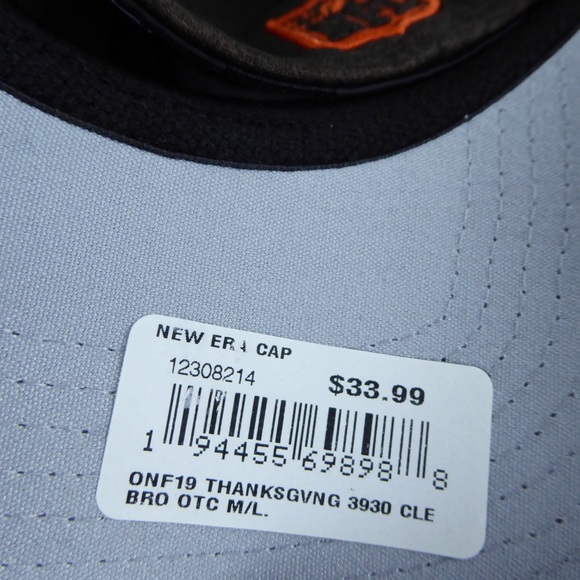 NEW ERA CAP
12308214
$33.99
1 94455 69898 8
ONF19 THANKSGVNG 3930 CLE
BRO OTC M/L.